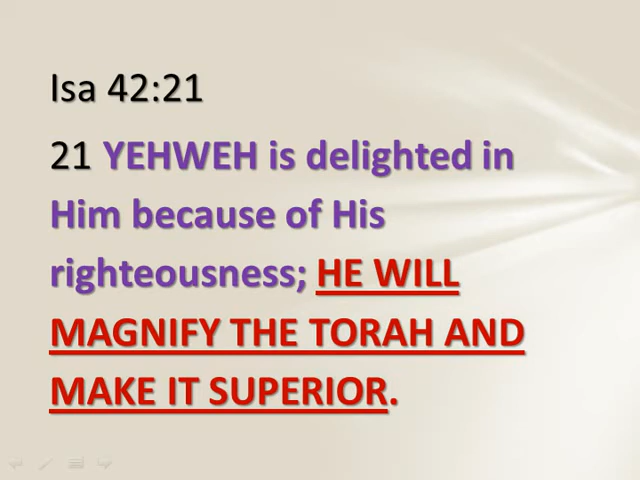 Isa 42:21
21 YEHWEH is delighted in
Him because of His
righteousness; HE WILL
MAGNIFY THE TORAH AND
MAKE IT SUPERIOR.